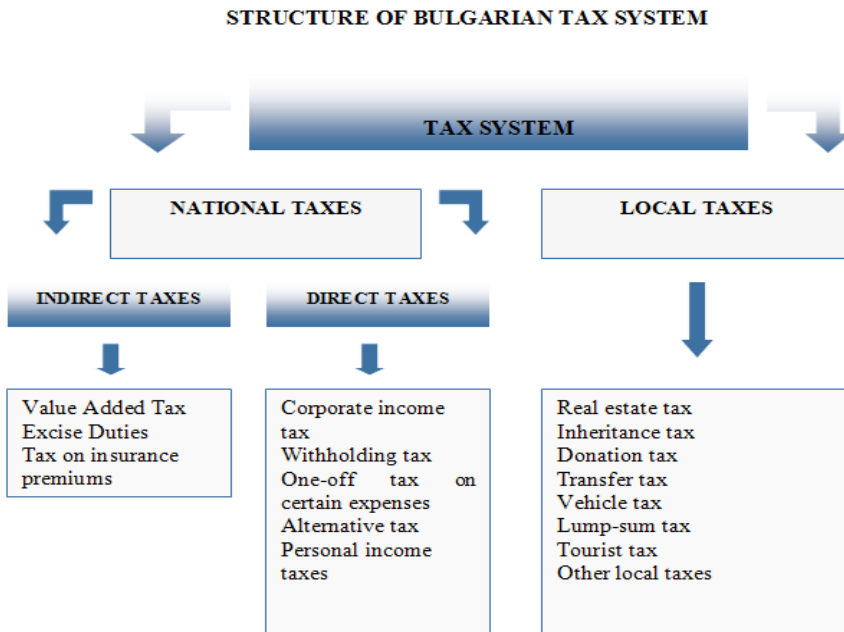 STRUCTURE OF BULGARIAN TAX SYSTEM
TAX SYSTEM
NATIONAL TAXES
LOCAL TAXES
INDIRECT TAXES
DIRECT TAXES
Value Added Tax
Excise Duties
Tax on insurance
premiums
Corporate income
tax
Withholding tax
One-off tax on
certain expenses
Alternative tax
Personal income
taxes
Real estate tax
Inheritance tax
Donation tax
Transfer tax
Vehicle tax
Lump-sum tax
Tourist tax
Other local taxes